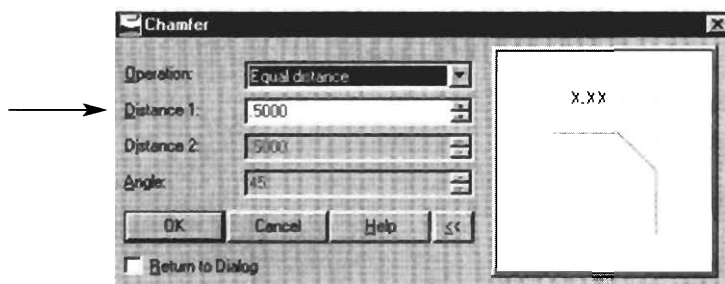 Chamfer
Operation: Equal distance
Distance 1: .5000
Distance 2: .5000
Angle: 45
X.XX
OK Cancel Help <<
Return to Dialog